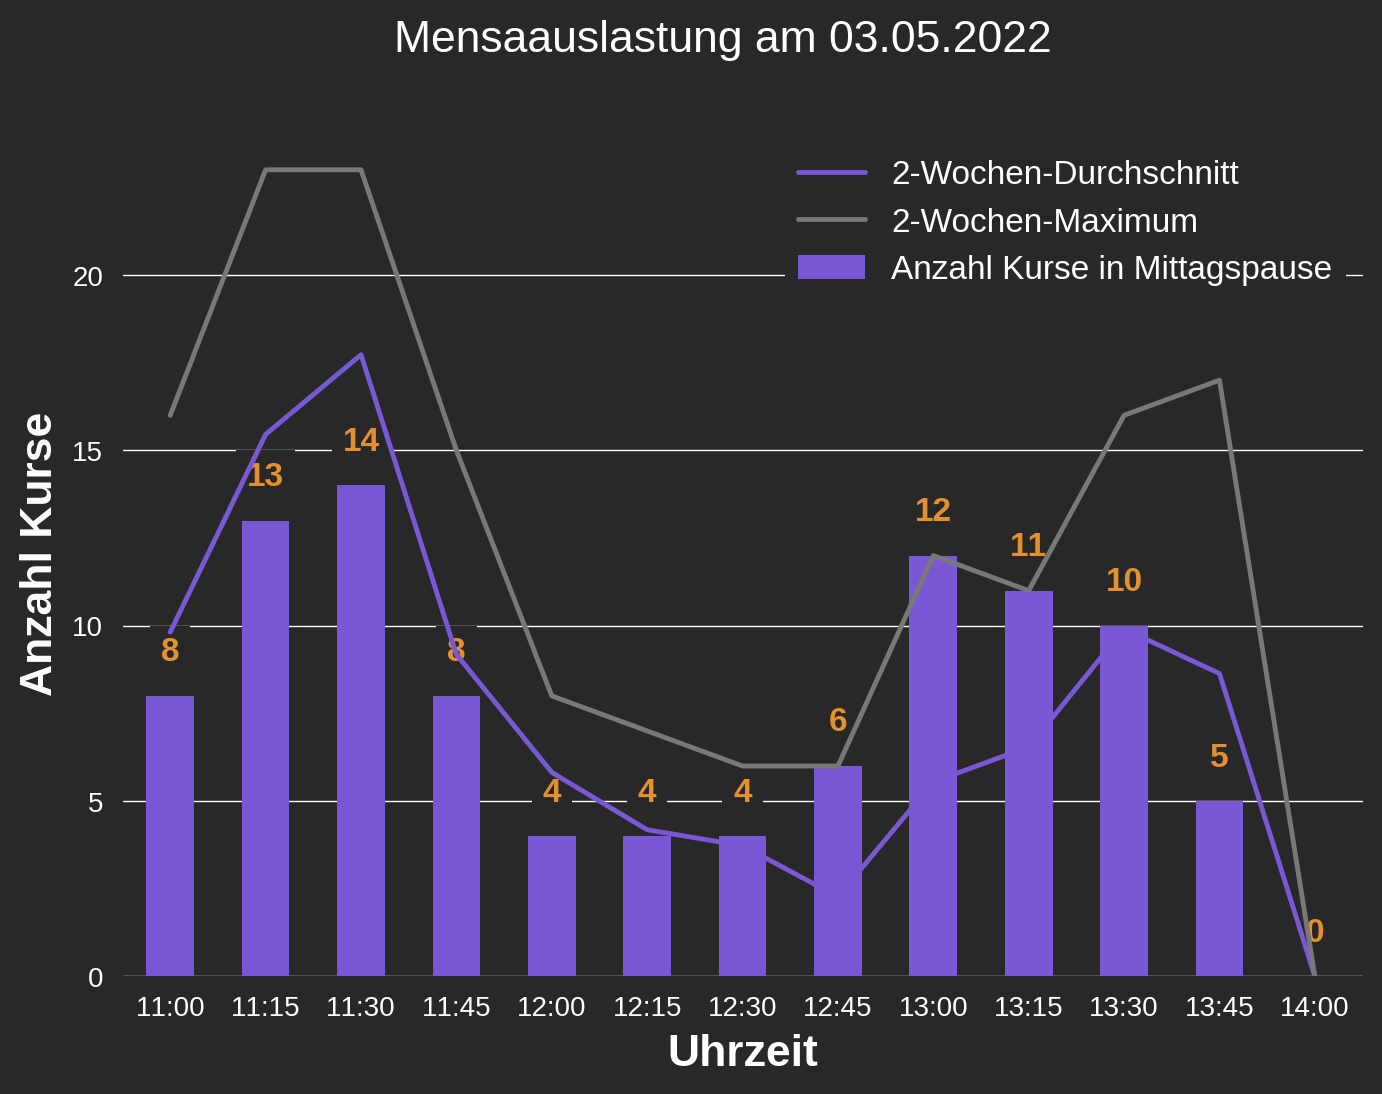 Mensaauslastung am 03.05.2022
2-Wochen-Durchschnitt
2-Wochen-Maximum
Anzahl Kurse in Mittagspause
Anzahl Kurse
20
15
10
5
0
8
13
14
8
4
4
4
6
12
11
10
5
0
11:00 11:15 11:30 11:45 12:00 12:15 12:30 12:45 13:00 13:15 13:30 13:45 14:00
Uhrzeit